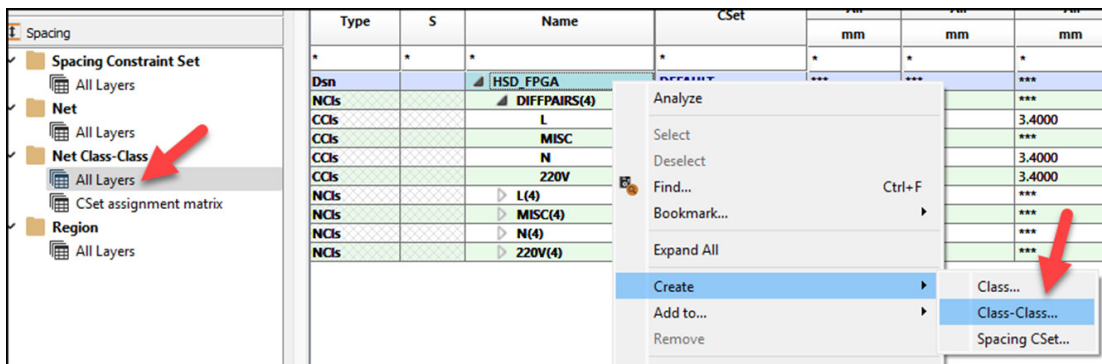 Spacing
Spacing Constraint Set
All Layers
Net
All Layers
Net Class-Class
All Layers
CSet assignment matrix
Region
All Layers
Type S Name CSet
mm mm mm
* * * * * * *
Dsn HSD_FPGA DEFAULT *** *** ***
NCls DIFFPAIRS(4) ***
CCls L 3.4000
CCls MISC ***
CCls N 3.4000
CCls 220V 3.4000
NCls L(4) ***
NCls MISC(4) ***
NCls N(4) ***
NCls 220V(4) ***
Analyze
Select
Deselect
Find... Ctrl+F
Bookmark...
Expand All
Create
Add to...
Remove
Class...
Class-Class...
Spacing CSet...